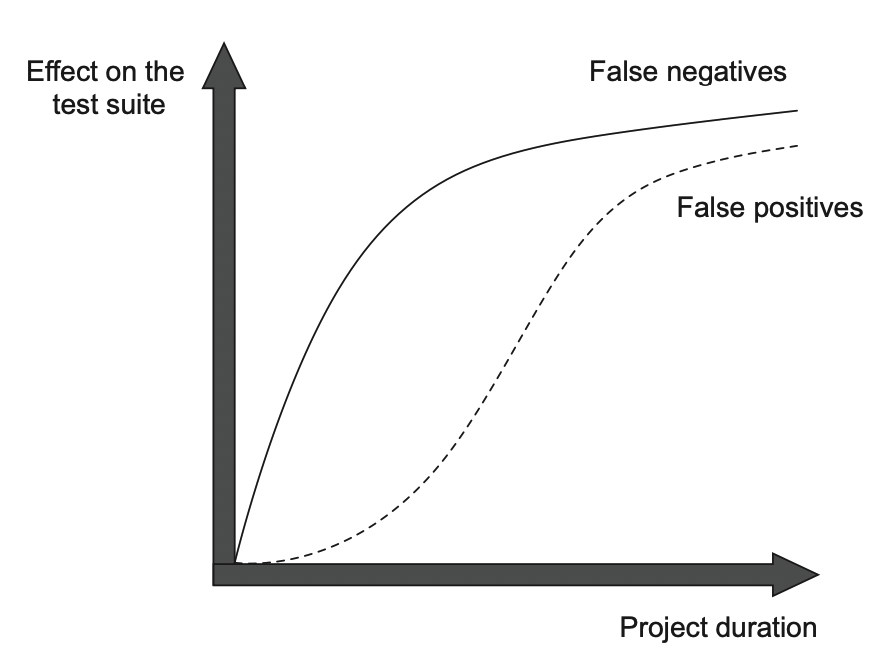 Effect on the
test suite
False negatives
False positives
Project duration